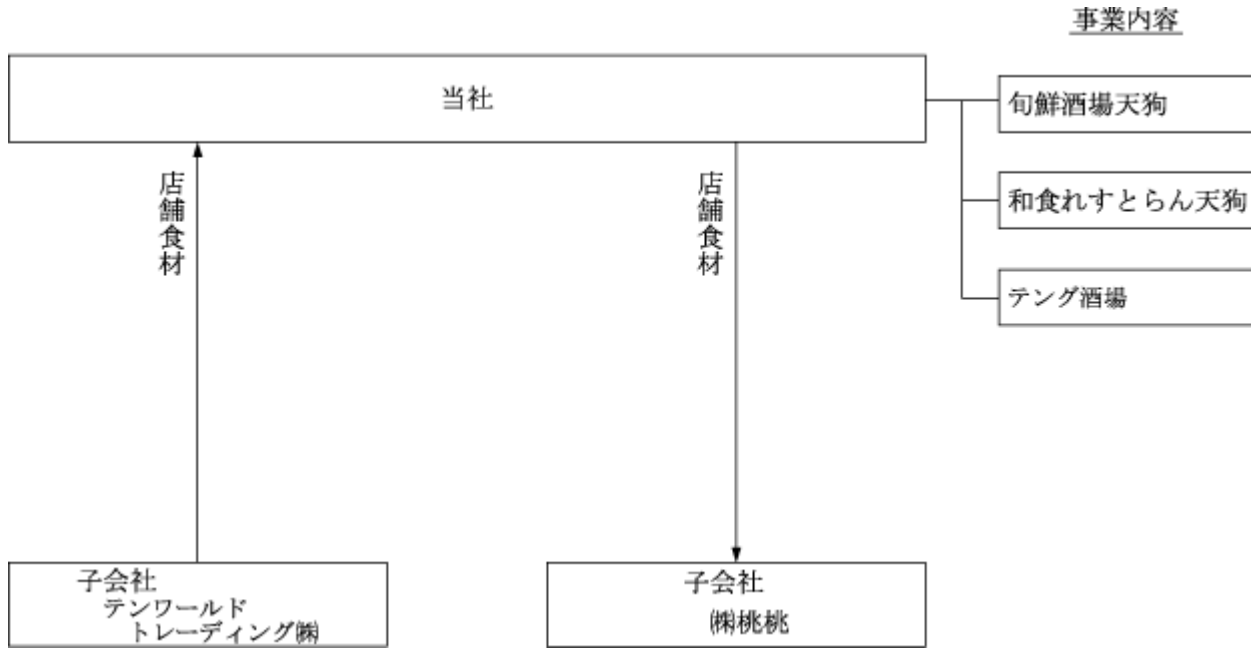 事業内容
当社
旬鮮酒場天狗
和食れすとらん天狗
テング酒場
店舗食材
店舗食材
子会社
テンワールド
トレーディング㈱
子会社
㈱桃桃